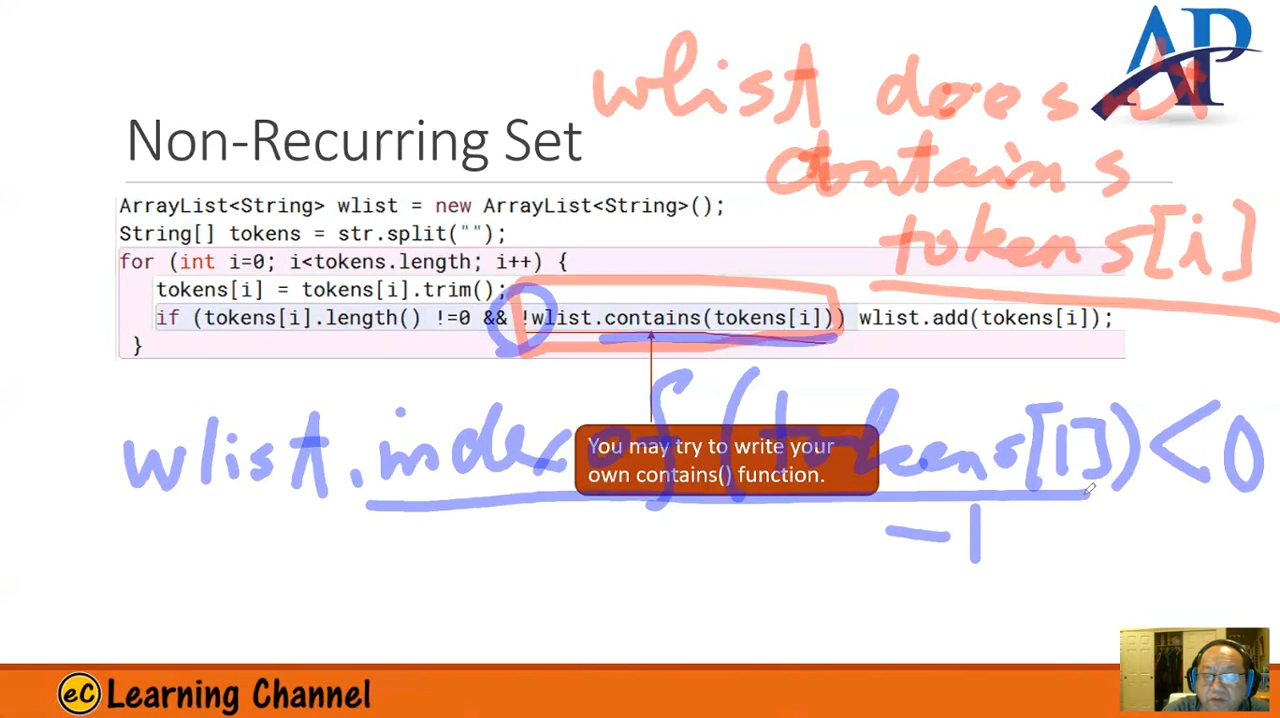 AP
wlist doesn't
contains
tokens[i]
Non-Recurring Set
ArrayList<String> wlist = new ArrayList<String>();
String[] tokens = str.split("");
for (int i=0; i<tokens.length; i++) {
tokens[i] = tokens[i].trim();
if (tokens[i].length() !=0 && !wlist.contains(tokens[i])) wlist.add(tokens[i]);
}
wlist.indexof(tokens[i])<0
You may try to write your
own contains() function.
-1
eC Learning Channel